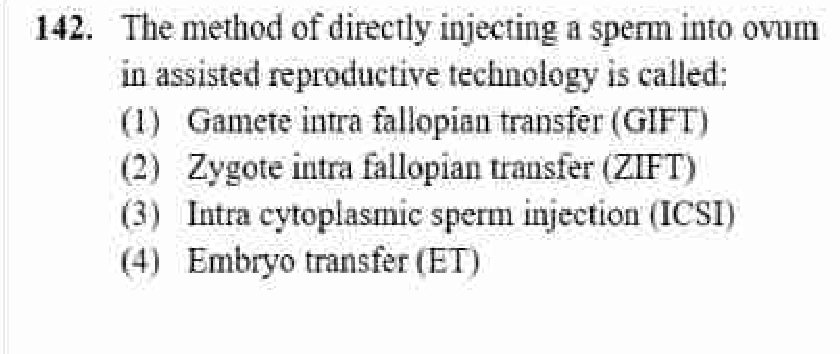 142. The method of directly injecting a sperm into ovum
in assisted reproductive technology is called:
(1) Gamete intra fallopian transfer (GIFT)
(2) Zygote intra fallopian transfer (ZIFT)
(3) Intra cytoplasmic sperm injection (ICSI)
(4) Embryo transfer (ET)